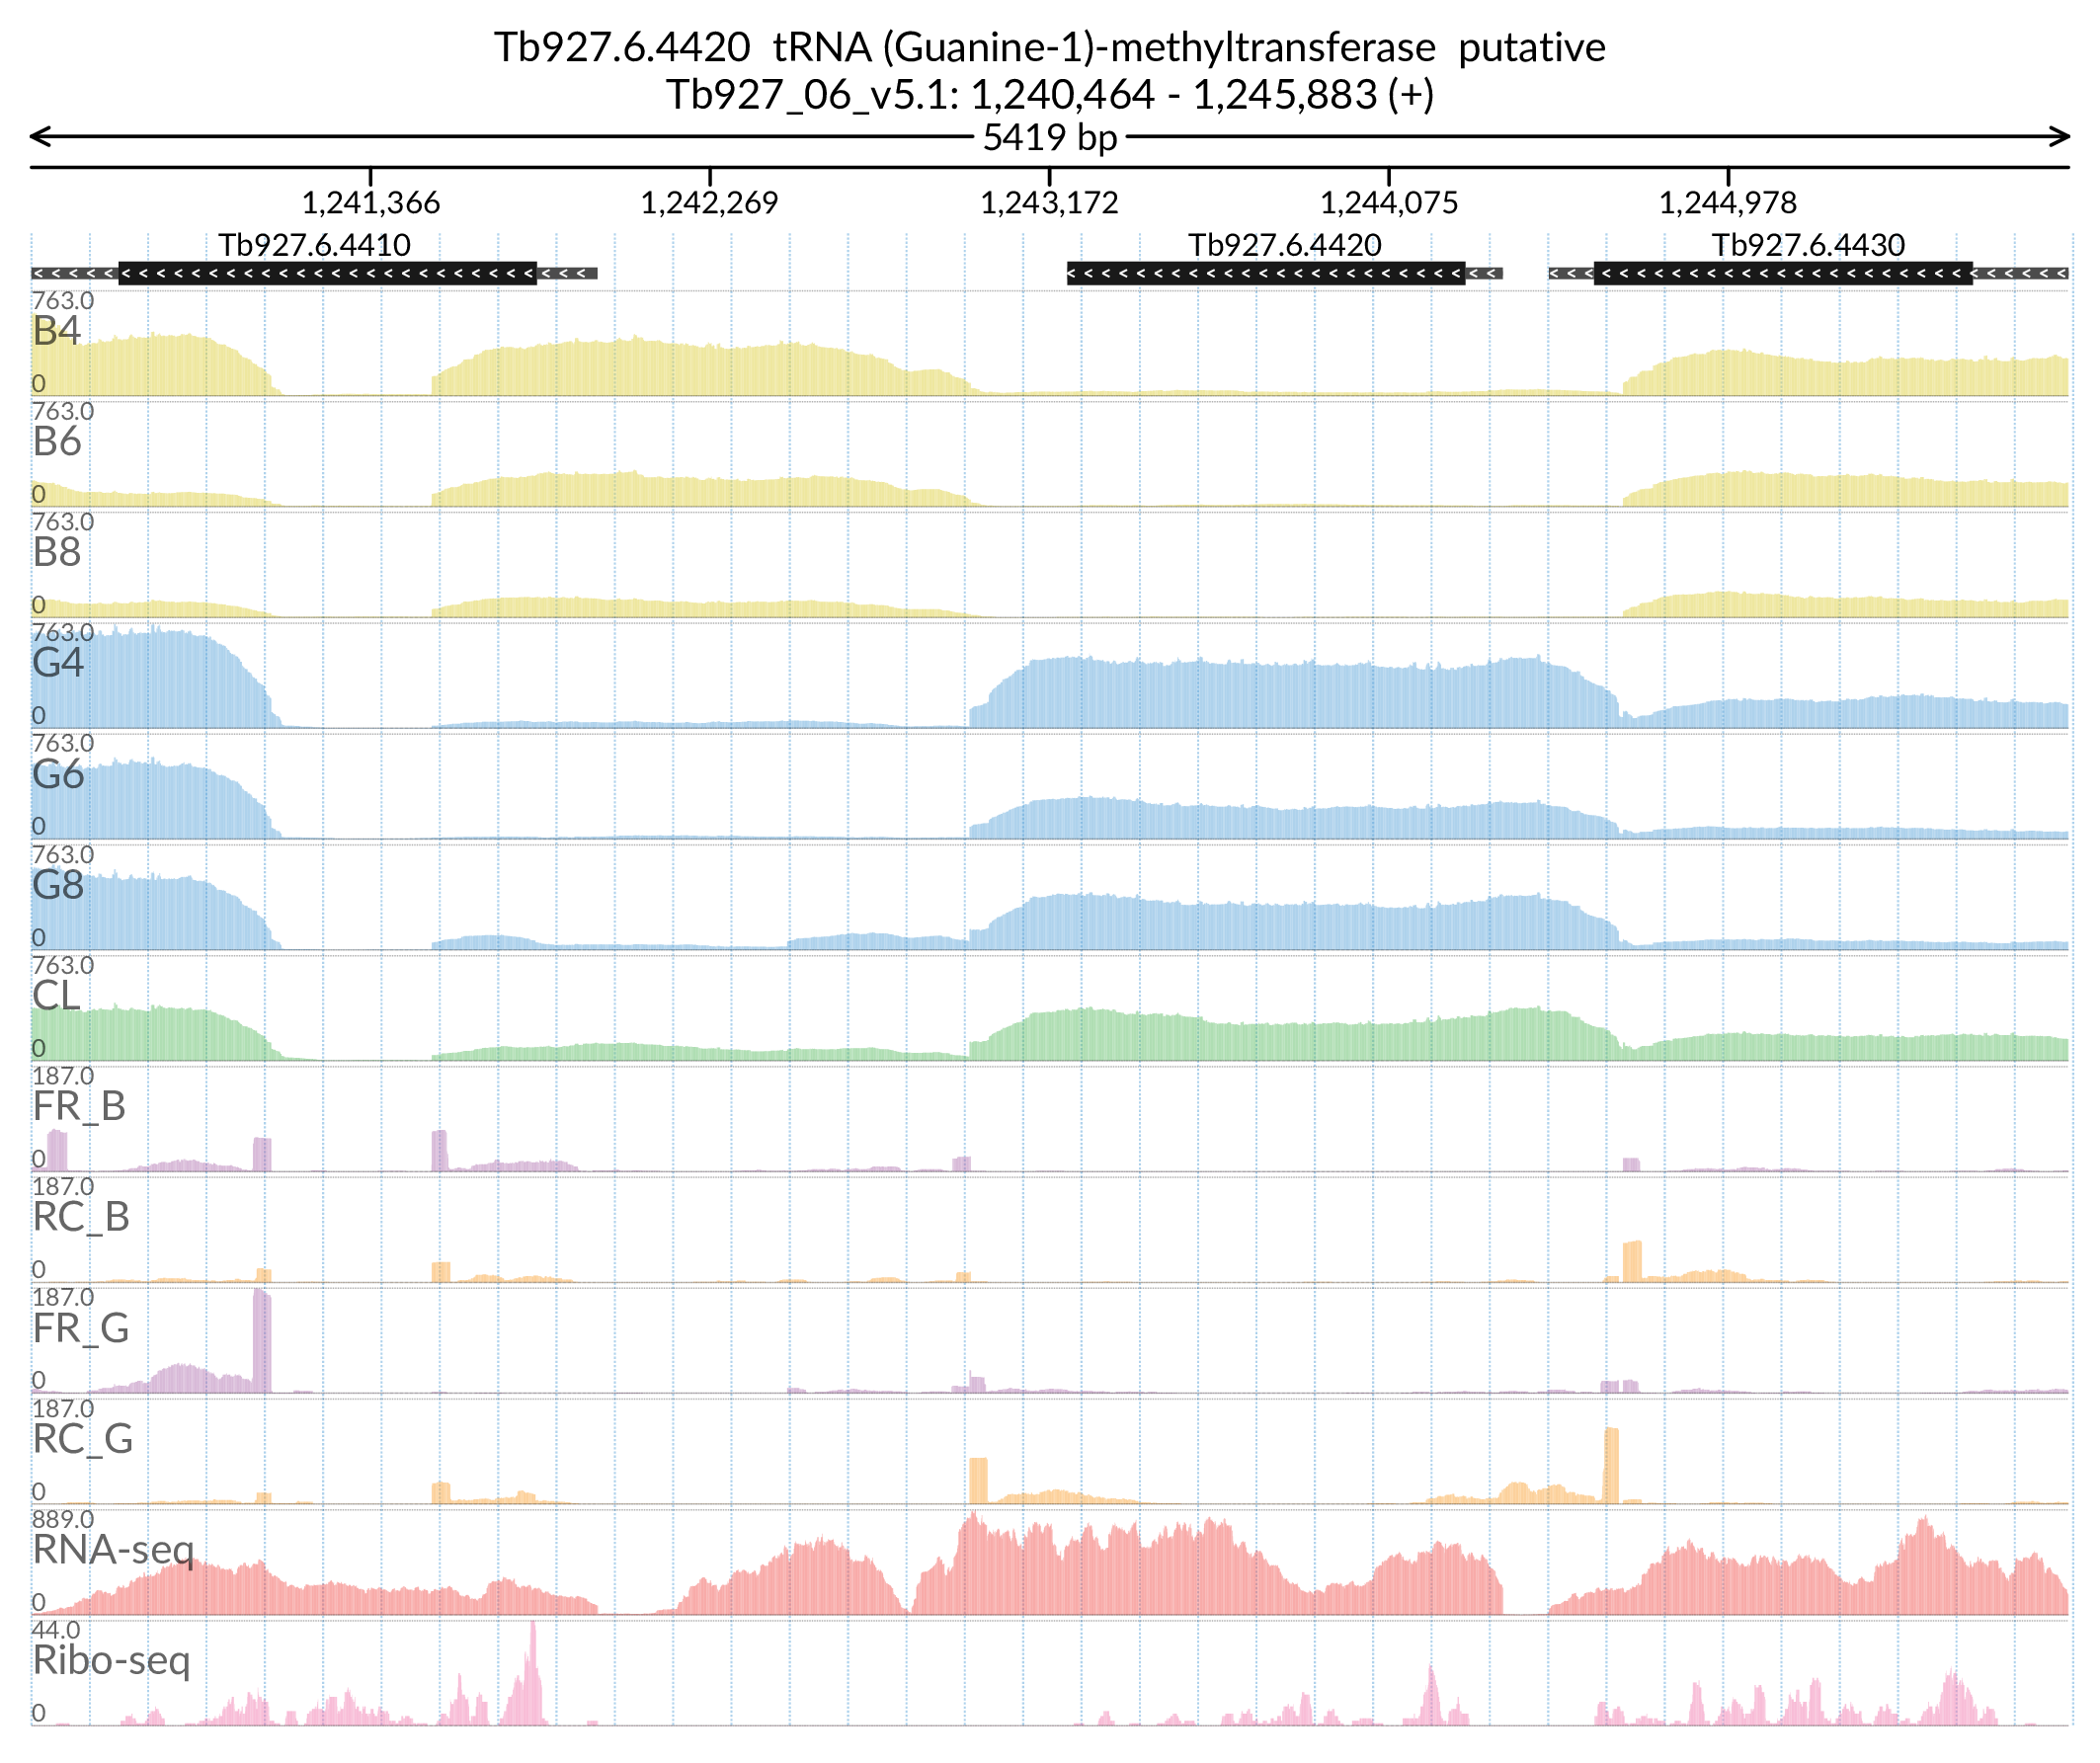 Tb927.6.4420 tRNA (Guanine-1)-methyltransferase putative
Tb927_06_v5.1: 1,240,464 - 1,245,883 (+)
5419 bp
1,241,366 1,242,269 1,243,172 1,244,075 1,244,978
Tb927.6.4410 Tb927.6.4420 Tb927.6.4430
763.0
B4
0
763.0
B6
0
763.0
B8
0
763.0
G4
0
763.0
G6
0
763.0
G8
0
763.0
CL
0
187.0
FR_B
0
187.0
RC_B
0
187.0
FR_G
0
187.0
RC_G
0
889.0
RNA-seq
0
44.0
Ribo-seq
0